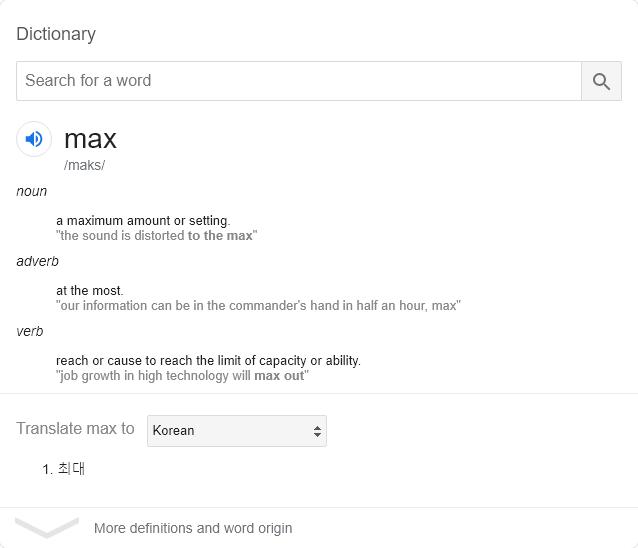 Dictionary
Search for a word
max
/maks/
noun
a maximum amount or setting.
"the sound is distorted to the max"
adverb
at the most.
"our information can be in the commander's hand in half an hour, max"
verb
reach or cause to reach the limit of capacity or ability.
"job growth in high technology will max out"
Translate max to Korean
1. 최대
More definitions and word origin